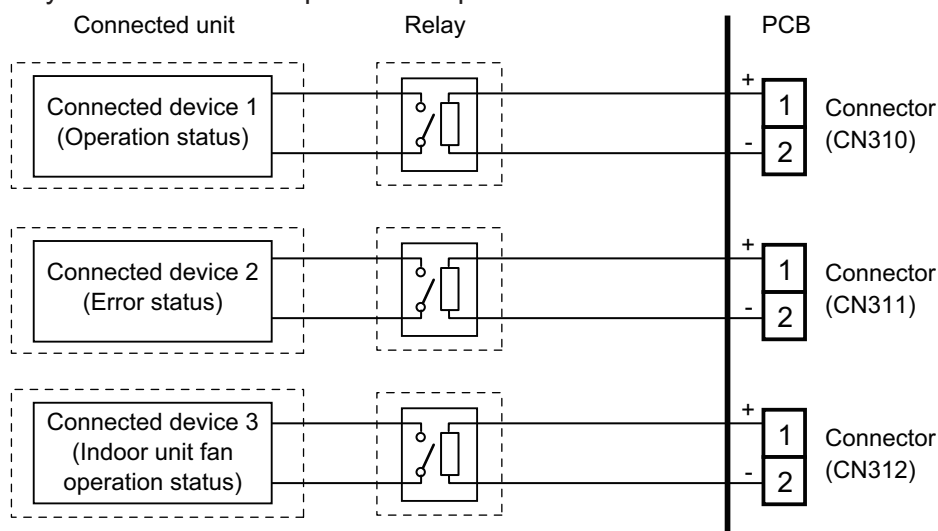 Connected unit Relay PCB
Connected device 1
(Operation status)
+
1
-
2
Connector
(CN310)
Connected device 2
(Error status)
+
1
-
2
Connector
(CN311)
Connected device 3
(Indoor unit fan
operation status)
+
1
-
2
Connector
(CN312)